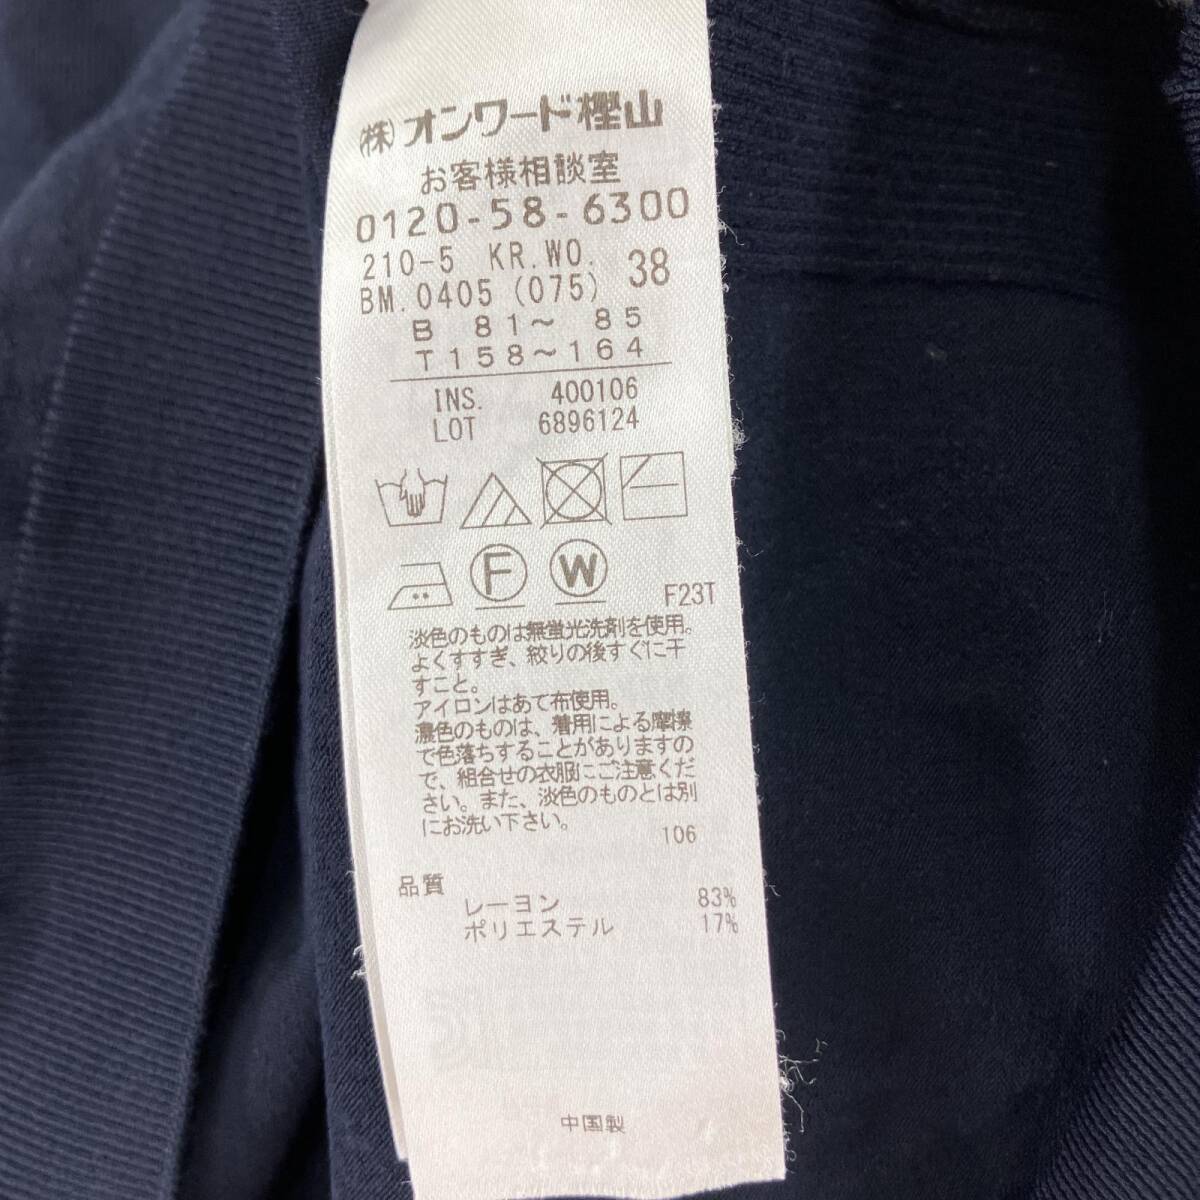 (株)オンワード樫山
お客様相談室
0120-58-6300
210-5 KR.WO.
BM.0405 (075) 38
B 81～ 85
T 158～164
INS. 400106
LOT 6896124
F W
F23T
淡色のものは無蛍光洗剤を使用。
よくすすぎ、絞りの後すぐに干
すこと。
アイロンはあて布使用。
濃色のものは、着用による摩擦
で色落ちすることがありますの
で、組合せの衣服にご注意くだ
さい。また、淡色のものとは別
にお洗い下さい。
106
品質
レーヨン 83%
ポリエステル 17%
中国製